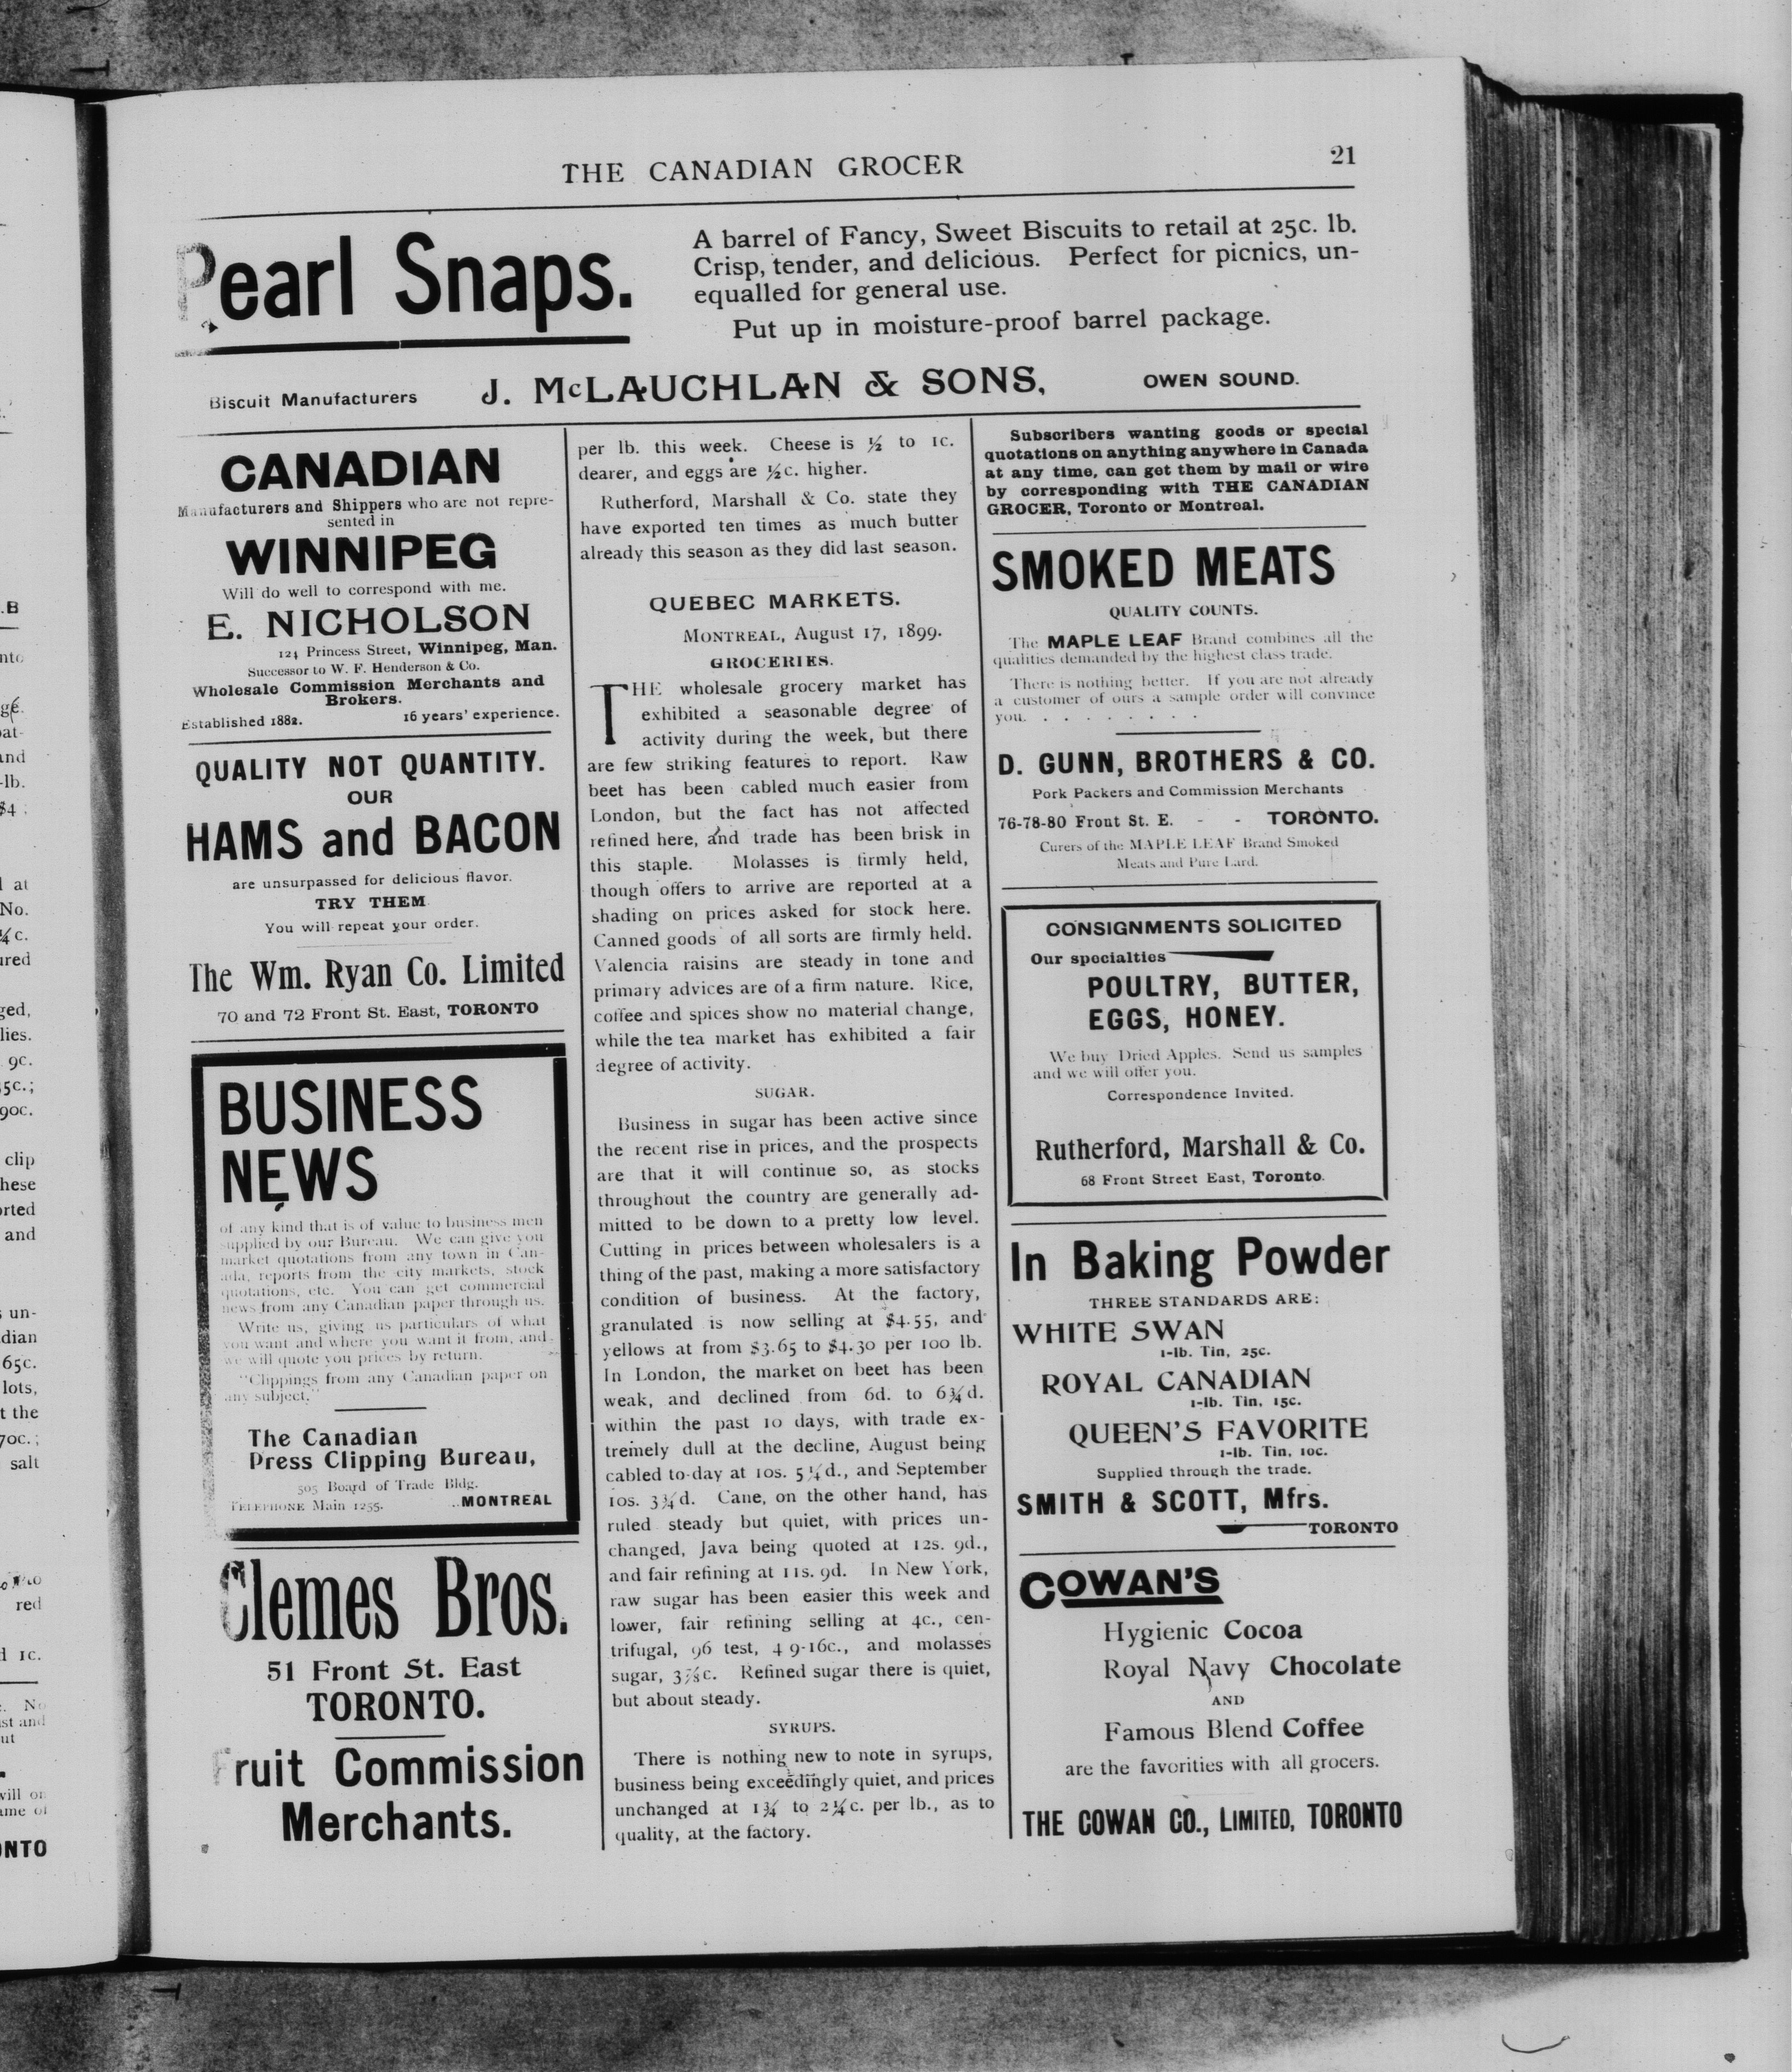 THE CANADIAN GROCER
21
Pearl Snaps.
A barrel of Fancy, Sweet Biscuits to retail at 25c. lb.
Crisp, tender, and delicious. Perfect for picnics, un-
equalled for general use.
Put up in moisture-proof barrel package.
Biscuit Manufacturers J. McLAUCHLAN & SONS, OWEN SOUND.
CANADIAN
Manufacturers and Shippers who are not repre-
sented in
WINNIPEG
Will do well to correspond with me.
E. NICHOLSON
124 Princess Street, Winnipeg, Man.
Successor to W. F. Henderson & Co.
Wholesale Commission Merchants and
Brokers.
Established 1882. 16 years' experience.
QUALITY NOT QUANTITY.
OUR
HAMS and BACON
are unsurpassed for delicious flavor.
TRY THEM
You will repeat your order.
The Wm. Ryan Co. Limited
70 and 72 Front St. East, TORONTO
BUSINESS
NEWS
of any kind that is of value to business men
supplied by our Bureau. We can give you
market quotations from any town in Can-
ada, reports from the city markets, stock
quotations, etc. You can get commercial
news from any Canadian paper through us.
Write us, giving us particulars of what
you want and where you want it from, and
we will quote you prices by return.
"Clippings from any Canadian paper on
any subject."
The Canadian
Press Clipping Bureau,
505 Board of Trade Bldg.
TELEPHONE Main 1255. MONTREAL
Clemes Bros.
51 Front St. East
TORONTO.
Fruit Commission
Merchants.
per lb. this week. Cheese is ½ to 1c.
dearer, and eggs are ½c. higher.
Rutherford, Marshall & Co. state they
have exported ten times as much butter
already this season as they did last season.
QUEBEC MARKETS.
MONTREAL, August 17, 1899.
GROCERIES.
THE wholesale grocery market has
exhibited a seasonable degree of
activity during the week, but there
are few striking features to report. Raw
beet has been cabled much easier from
London, but the fact has not affected
refined here, and trade has been brisk in
this staple. Molasses is firmly held,
though offers to arrive are reported at a
shading on prices asked for stock here.
Canned goods of all sorts are firmly held.
Valencia raisins are steady in tone and
primary advices are of a firm nature. Rice,
coffee and spices show no material change,
while the tea market has exhibited a fair
degree of activity.
SUGAR.
Business in sugar has been active since
the recent rise in prices, and the prospects
are that it will continue so, as stocks
throughout the country are generally ad-
mitted to be down to a pretty low level.
Cutting in prices between wholesalers is a
thing of the past, making a more satisfactory
condition of business. At the factory,
granulated is now selling at $4.55, and
yellows at from $3.65 to $4.30 per 100 lb.
In London, the market on beet has been
weak, and declined from 6d. to 6¾d.
within the past 10 days, with trade ex-
tremely dull at the decline, August being
cabled to-day at 10s. 5¼d., and September
10s. 3¾d. Cane, on the other hand, has
ruled steady but quiet, with prices un-
changed, Java being quoted at 12s. 9d.,
and fair refining at 11s. 9d. In New York,
raw sugar has been easier this week and
lower, fair refining selling at 4c., cen-
trifugal, 96 test, 4 9-16c., and molasses
sugar, 3⅞c. Refined sugar there is quiet,
but about steady.
SYRUPS.
There is nothing new to note in syrups,
business being exceedingly quiet, and prices
unchanged at 1¾ to 2¼c. per lb., as to
quality, at the factory.
Subscribers wanting goods or special
quotations on anything anywhere in Canada
at any time, can get them by mail or wire
by corresponding with THE CANADIAN
GROCER, Toronto or Montreal.
SMOKED MEATS
QUALITY COUNTS.
The MAPLE LEAF Brand combines all the
qualities demanded by the highest class trade.
There is nothing better. If you are not already
a customer of ours a sample order will convince
you. . . . . . . . .
D. GUNN, BROTHERS & CO.
Pork Packers and Commission Merchants
76-78-80 Front St. E. - - TORONTO.
Curers of the MAPLE LEAF Brand Smoked
Meats and Pure Lard.
CONSIGNMENTS SOLICITED
Our specialties
POULTRY, BUTTER,
EGGS, HONEY.
We buy Dried Apples. Send us samples
and we will offer you.
Correspondence Invited.
Rutherford, Marshall & Co.
68 Front Street East, Toronto.
In Baking Powder
THREE STANDARDS ARE:
WHITE SWAN
1-lb. Tin, 25c.
ROYAL CANADIAN
1-lb. Tin, 15c.
QUEEN'S FAVORITE
1-lb. Tin, 10c.
Supplied through the trade.
SMITH & SCOTT, Mfrs.
TORONTO
COWAN'S
Hygienic Cocoa
Royal Navy Chocolate
AND
Famous Blend Coffee
are the favorities with all grocers.
THE COWAN CO., LIMITED, TORONTO